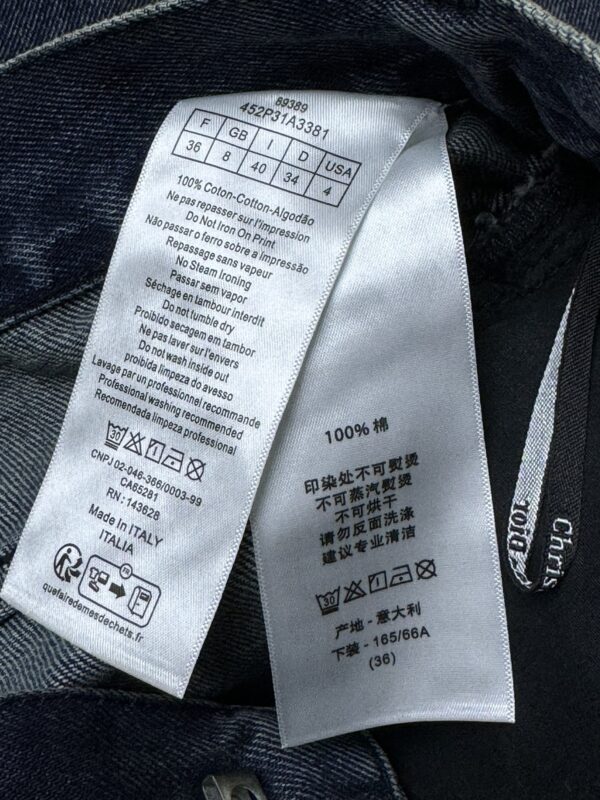 89389
452P31A3381
F GB I D USA
36 8 40 34 4
100% Coton-Cotton-Algodão
Ne pas repasser sur l'impression
Do Not Iron On Print
Não passar o ferro sobre a impressão
Repassage sans vapeur
No Steam Ironing
Passar sem vapor
Séchage en tambour interdit
Do not tumble dry
Proibido secagem em tambor
Ne pas laver sur l'envers
Do not wash inside out
proibida limpeza do avesso
Lavage par un professionnel recommande
Professional washing recommended
Recomendada limpeza profissional
30
CNPJ 02-046-366/0003-99
CA65281
RN: 143628
Made In ITALY
ITALIA
FR
quefairedemesdechets.fr
100% 棉
印染处不可熨烫
不可蒸汽熨烫
不可烘干
请勿反面洗涤
建议专业清洁
30
产地 - 意大利
下装 - 165/66A
(36)
Chris
DIOR